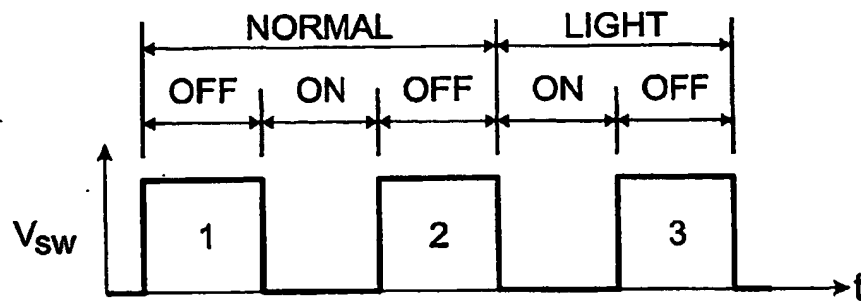 NORMAL LIGHT
OFF ON OFF ON OFF
VSW 1 2 3
t